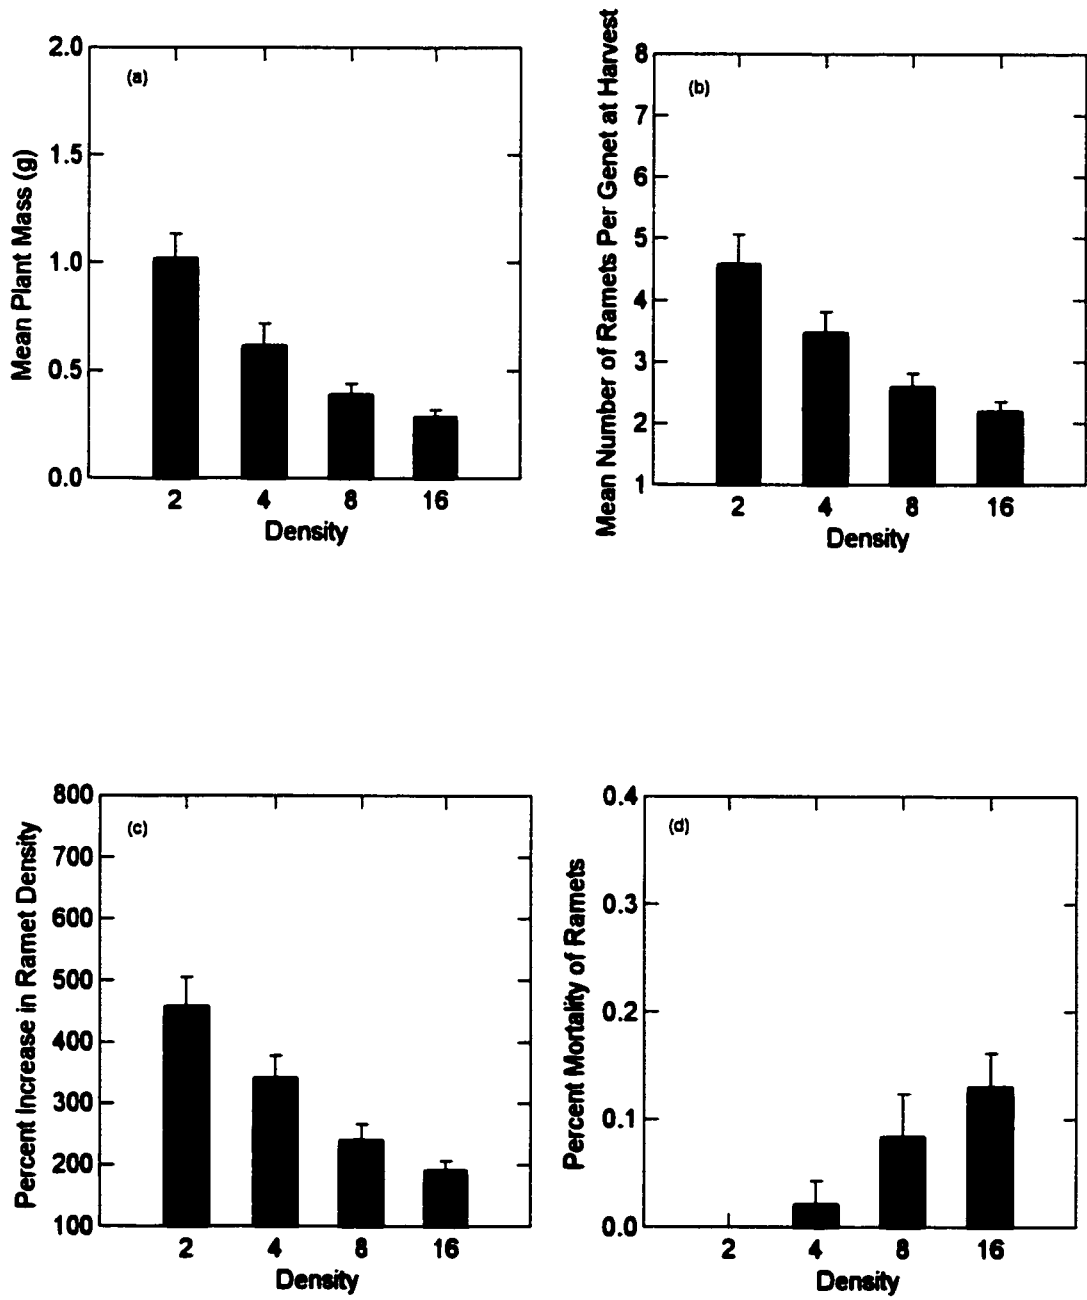 (a)
Mean Plant Mass (g)
2.0
1.5
1.0
0.5
0.0
2 4 8 16
Density
(b)
Mean Number of Ramets Per Genet at Harvest
8
7
6
5
4
3
2
1
2 4 8 16
Density
(c)
Percent Increase in Ramet Density
800
700
600
500
400
300
200
100
2 4 8 16
Density
(d)
Percent Mortality of Ramets
0.4
0.3
0.2
0.1
0.0
2 4 8 16
Density